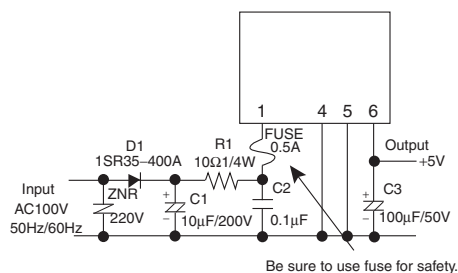 1 4 5 6
FUSE
0.5A
D1
1SR35−400A
R1
10Ω1/4W
Output
+5V
Input
AC100V
50Hz/60Hz
ZNR
220V
+
−
C1
10μF/200V
C2
0.1μF
+
−
C3
100μF/50V
Be sure to use fuse for safety.